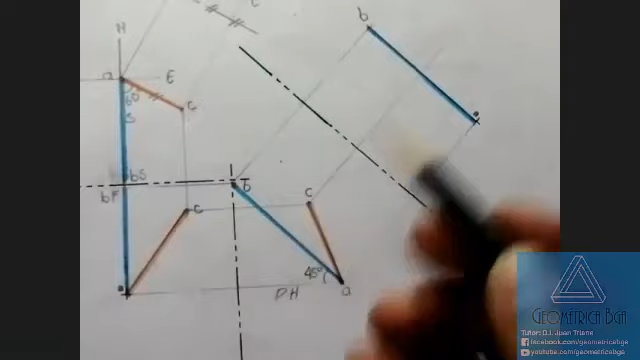 N
a
E
60
S
c
bF
bS
c
a
b
c
45°
DH
a
b
a
GEOMETRICA BGA
Tutor: D.I. Juan Triana
facebook.com/geometricabga
youtube.com/geometricabga